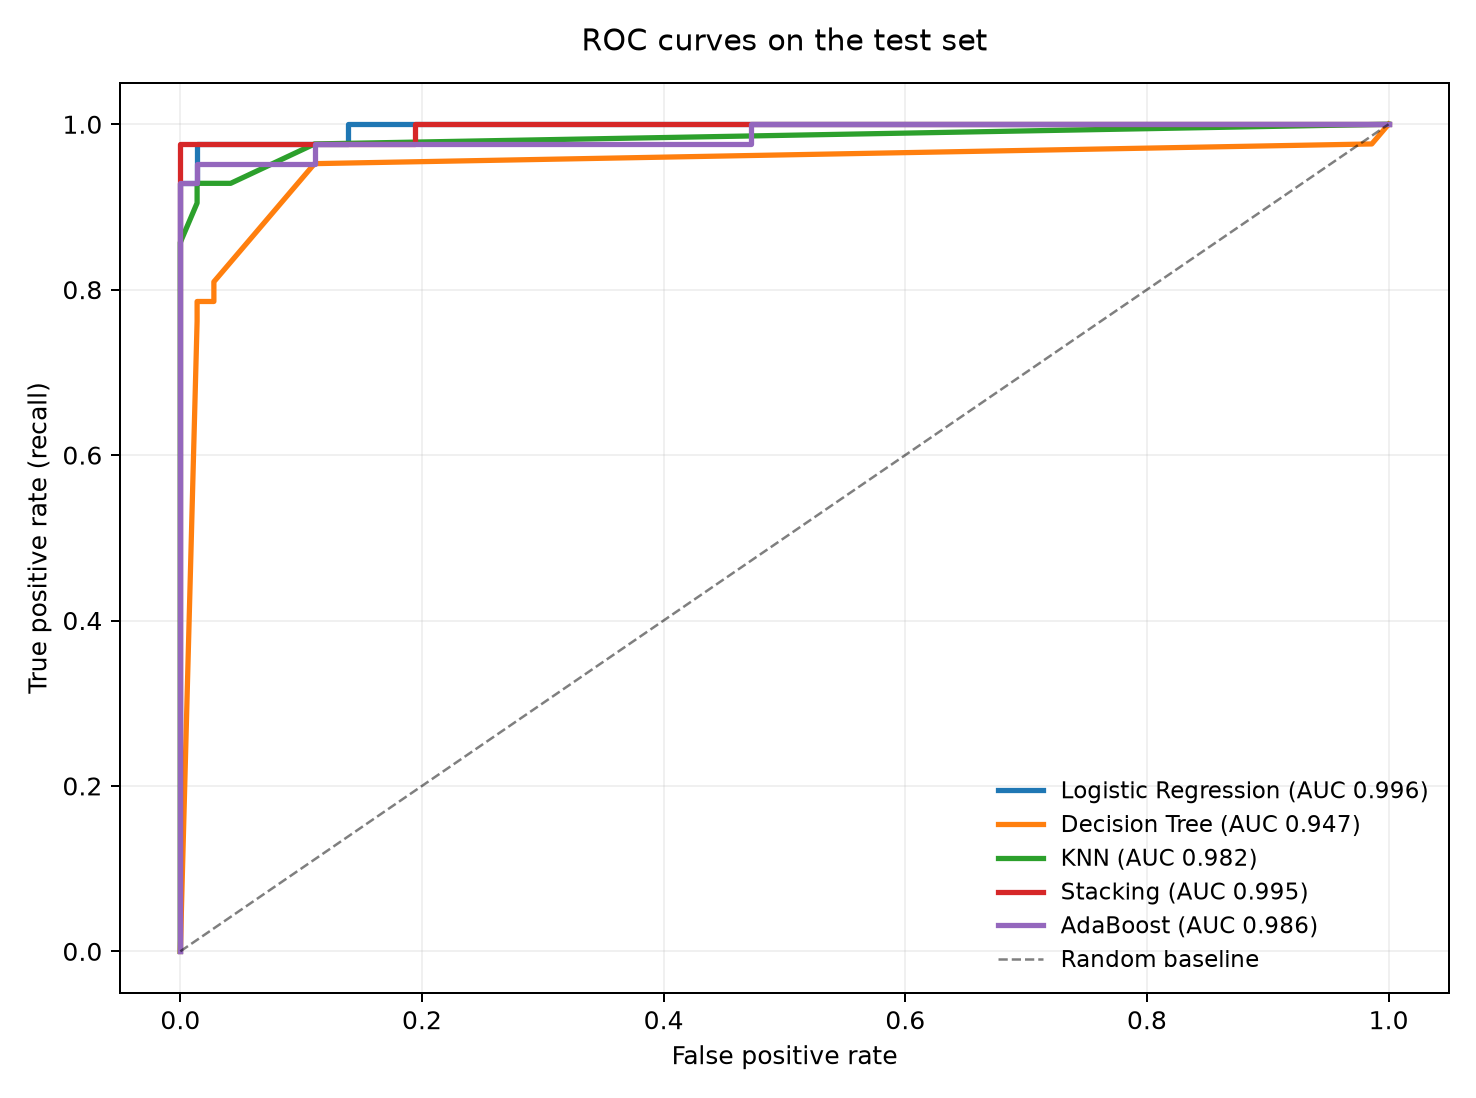 ROC curves on the test set
1.0
0.8
0.6
0.4
0.2
0.0
True positive rate (recall)
Logistic Regression (AUC 0.996)
Decision Tree (AUC 0.947)
KNN (AUC 0.982)
Stacking (AUC 0.995)
AdaBoost (AUC 0.986)
Random baseline
0.0 0.2 0.4 0.6 0.8 1.0
False positive rate